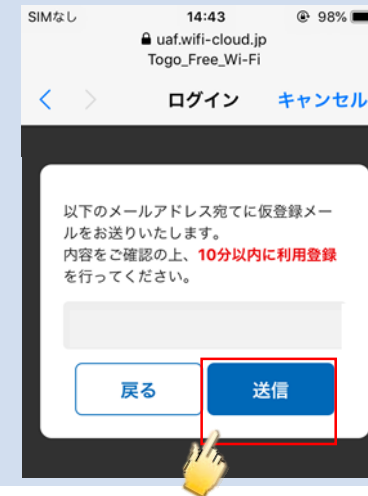 SIMなし 14:43 98%
uaf.wifi-cloud.jp
Togo_Free_Wi-Fi
ログイン キャンセル
以下のメールアドレス宛てに仮登録メー
ルをお送りいたします。
内容をご確認の上、10分以内に利用登録
を行ってください。
戻る 送信